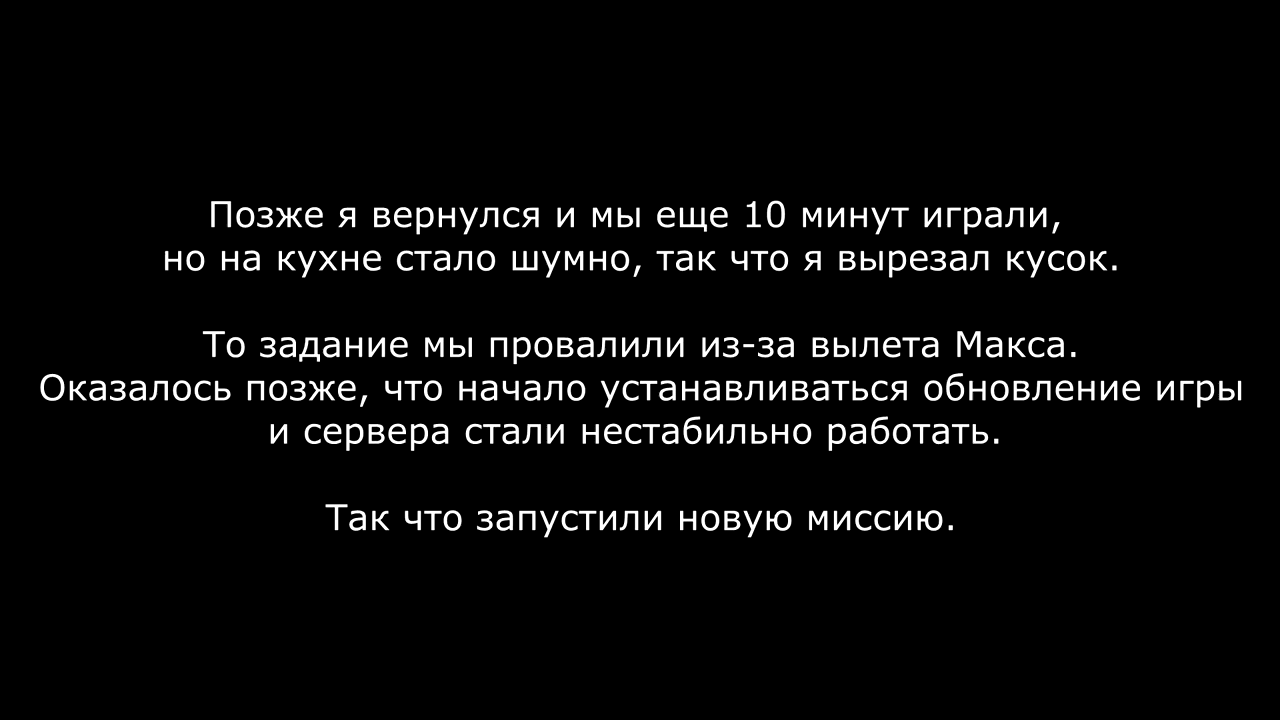 Позже я вернулся и мы еще 10 минут играли,
но на кухне стало шумно, так что я вырезал кусок.
То задание мы провалили из-за вылета Макса.
Оказалось позже, что начало устанавливаться обновление игры
и сервера стали нестабильно работать.
Так что запустили новую миссию.